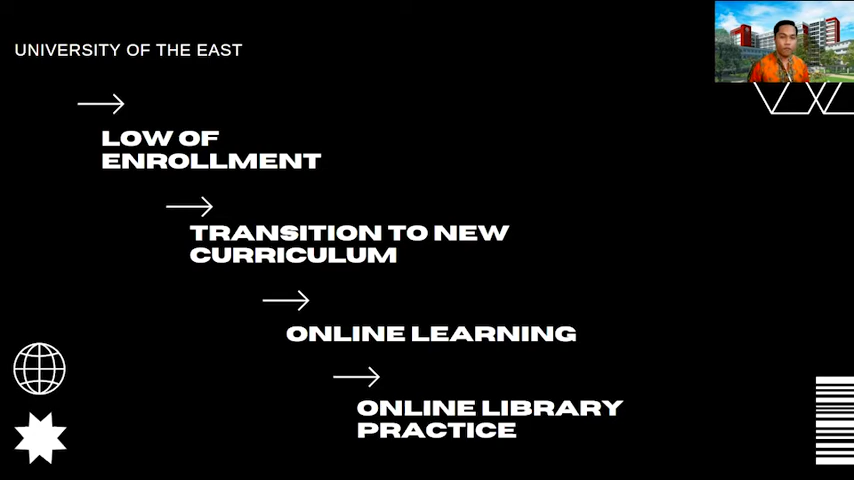 UNIVERSITY OF THE EAST
LOW OF
ENROLLMENT
TRANSITION TO NEW
CURRICULUM
ONLINE LEARNING
ONLINE LIBRARY
PRACTICE